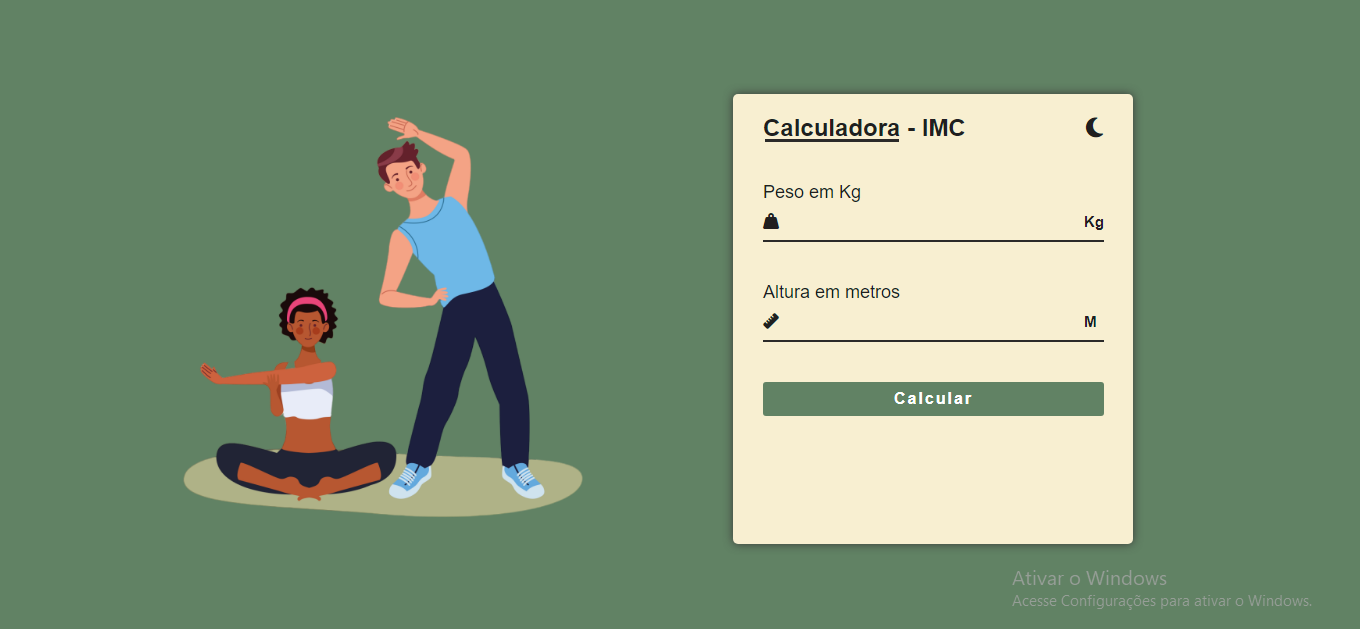 Calculadora - IMC
Peso em Kg
Kg
Altura em metros
M
Calcular
Ativar o Windows
Acesse Configurações para ativar o Windows.